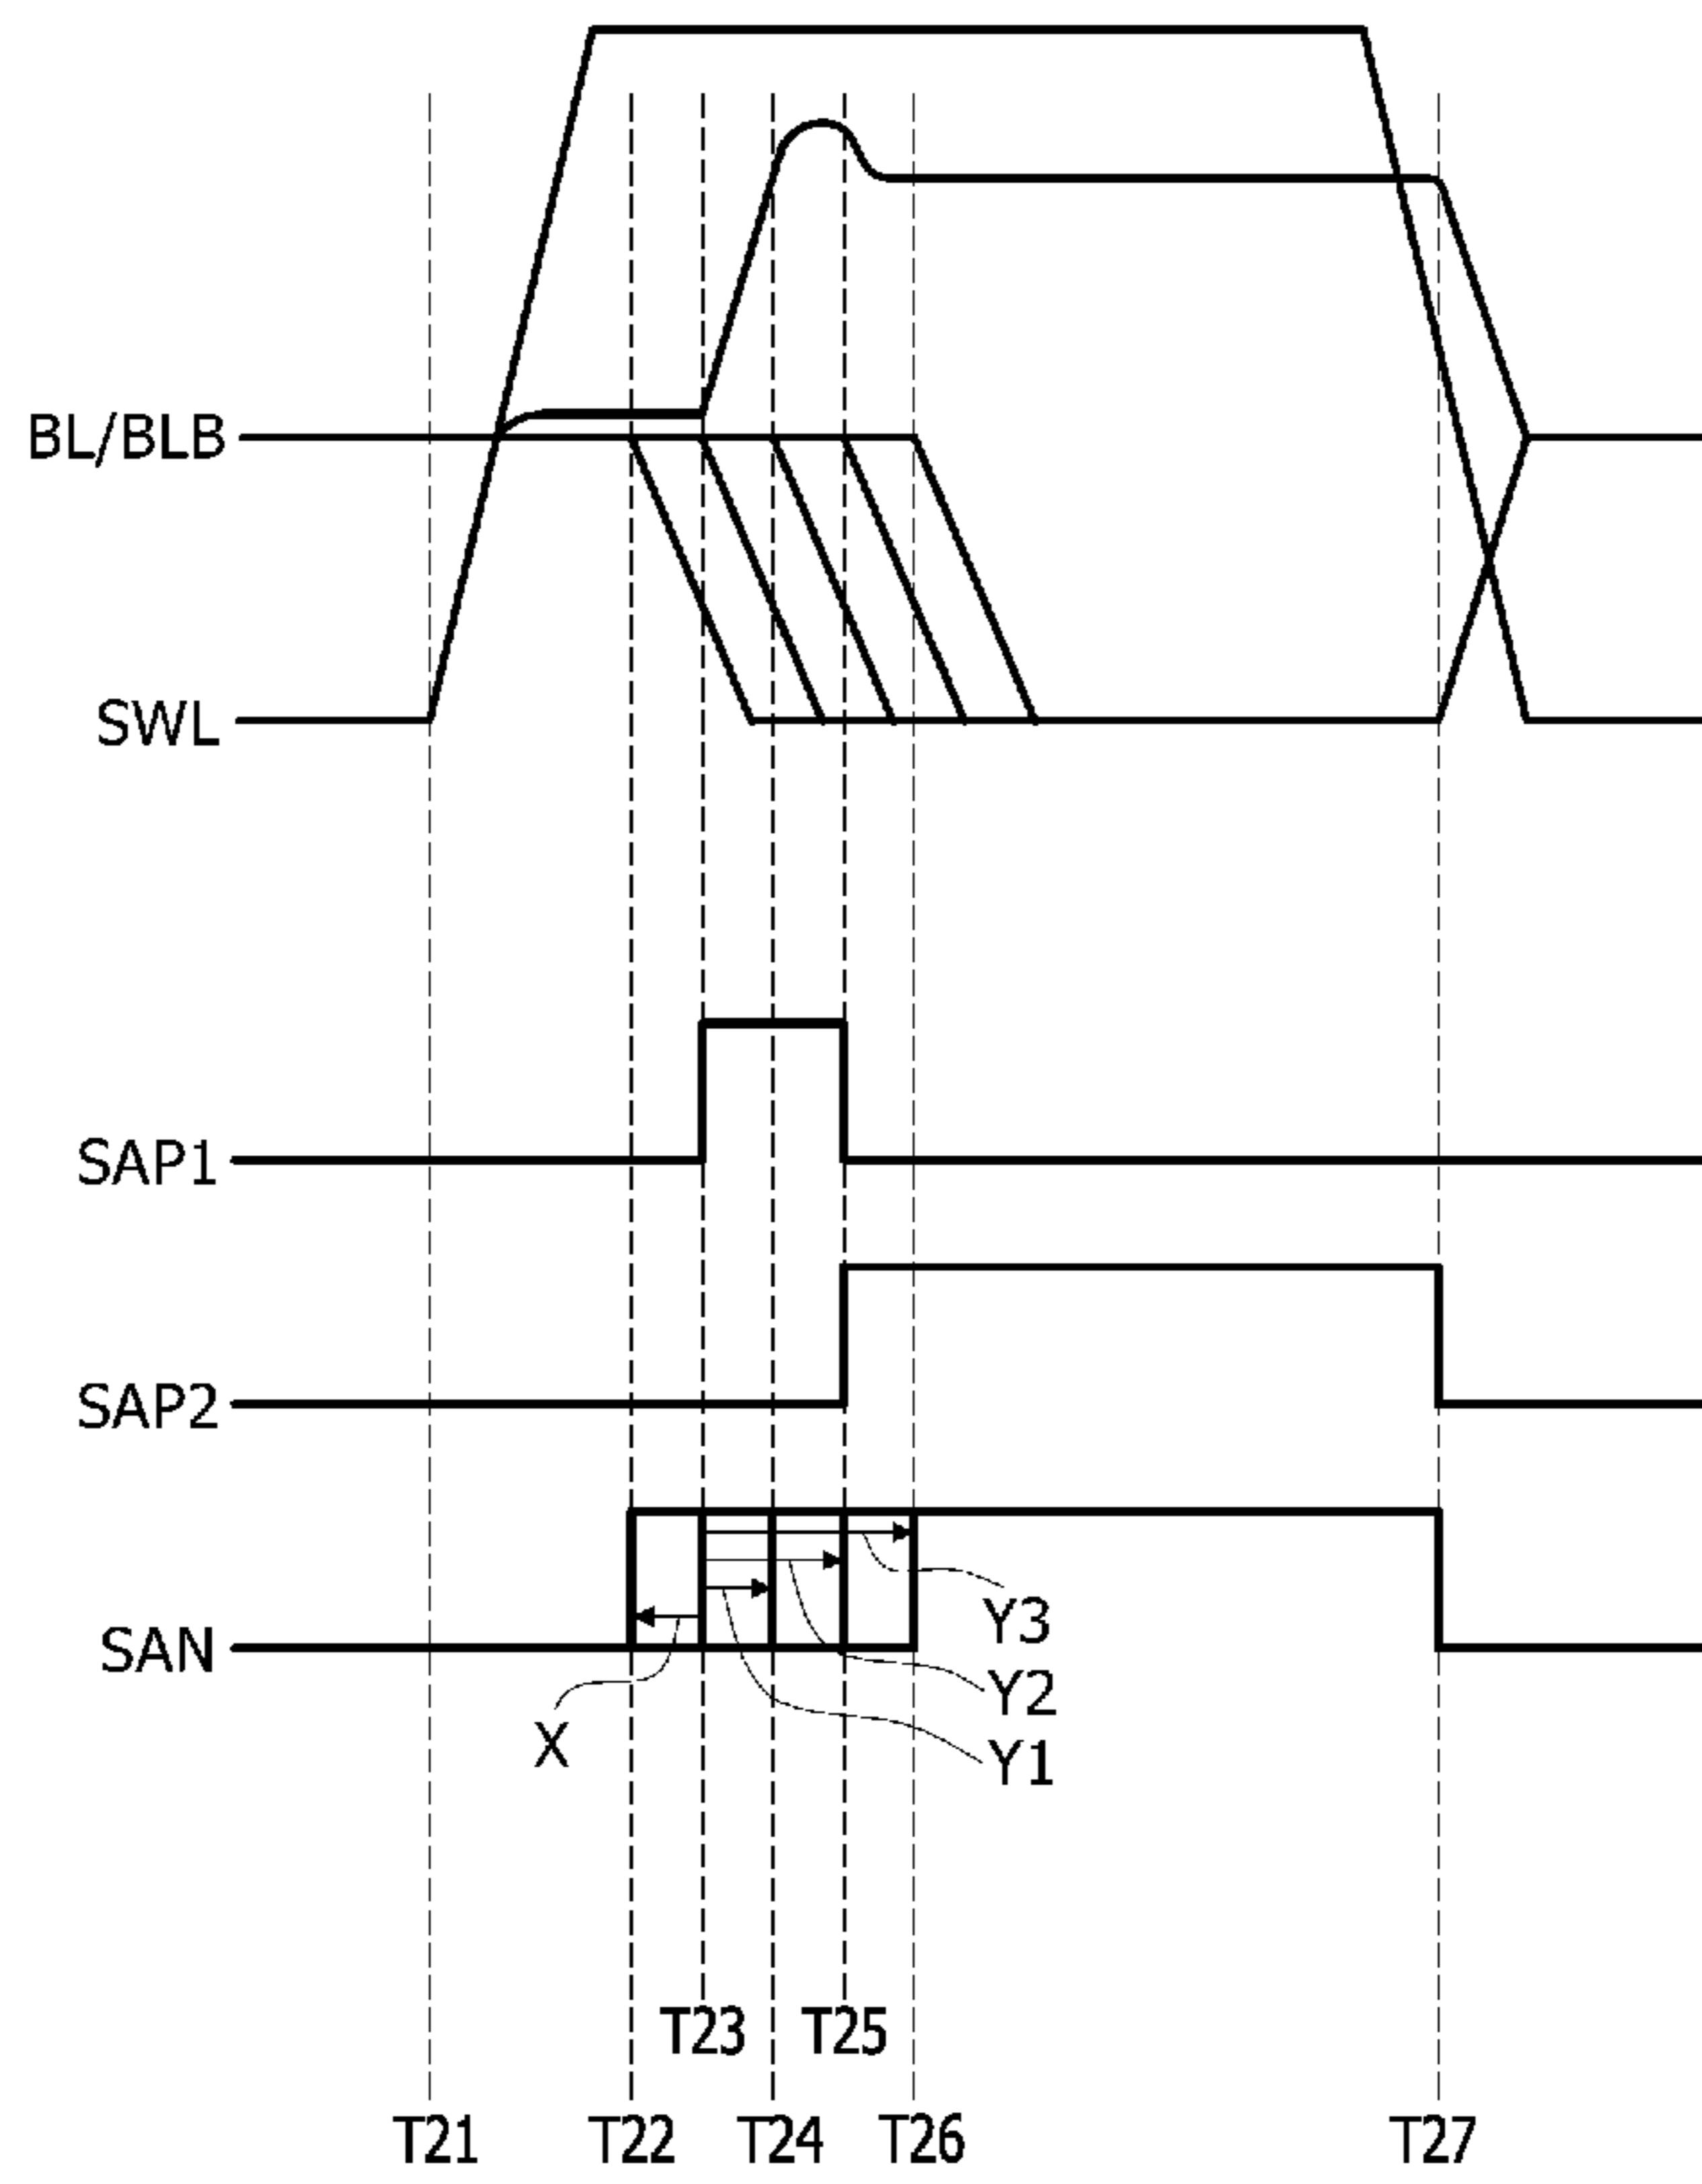 BL/BLB
SWL
SAP1
SAP2
SAN
Y3
Y2
X
Y1
T23 T25
T21 T22 T24 T26 T27